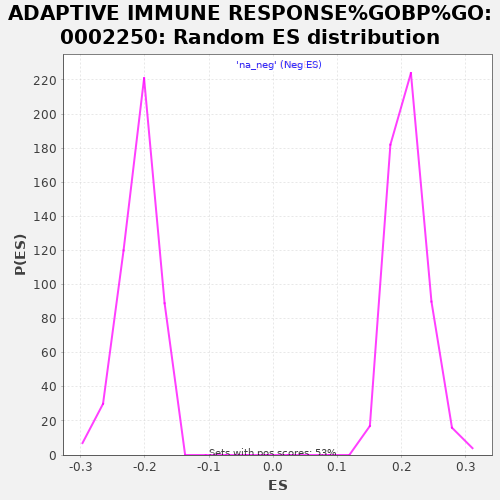 ADAPTIVE IMMUNE RESPONSE%GOBP%GO:
0002250: Random ES distribution
'na_neg' (Neg ES)
P(ES)
220
200
180
160
140
120
100
80
60
40
20
0
Sets with pos scores: 53%
-0.3 -0.2 -0.1 0.0 0.1 0.2 0.3
ES